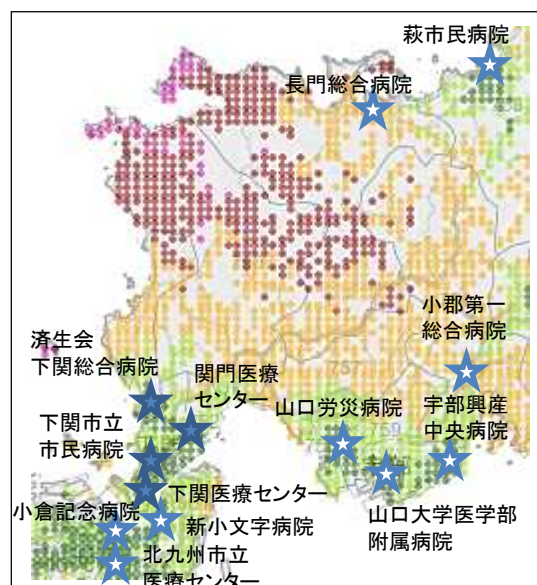 萩市民病院
長門総合病院
小郡第一
総合病院
済生会
下関総合病院
関門医療
センター
757
山口労災病院
宇部興産
中央病院
下関市立
市民病院
759
下関医療センター
小倉記念病院
新小文字病院
山口大学医学部
附属病院
北九州市立
医療センター